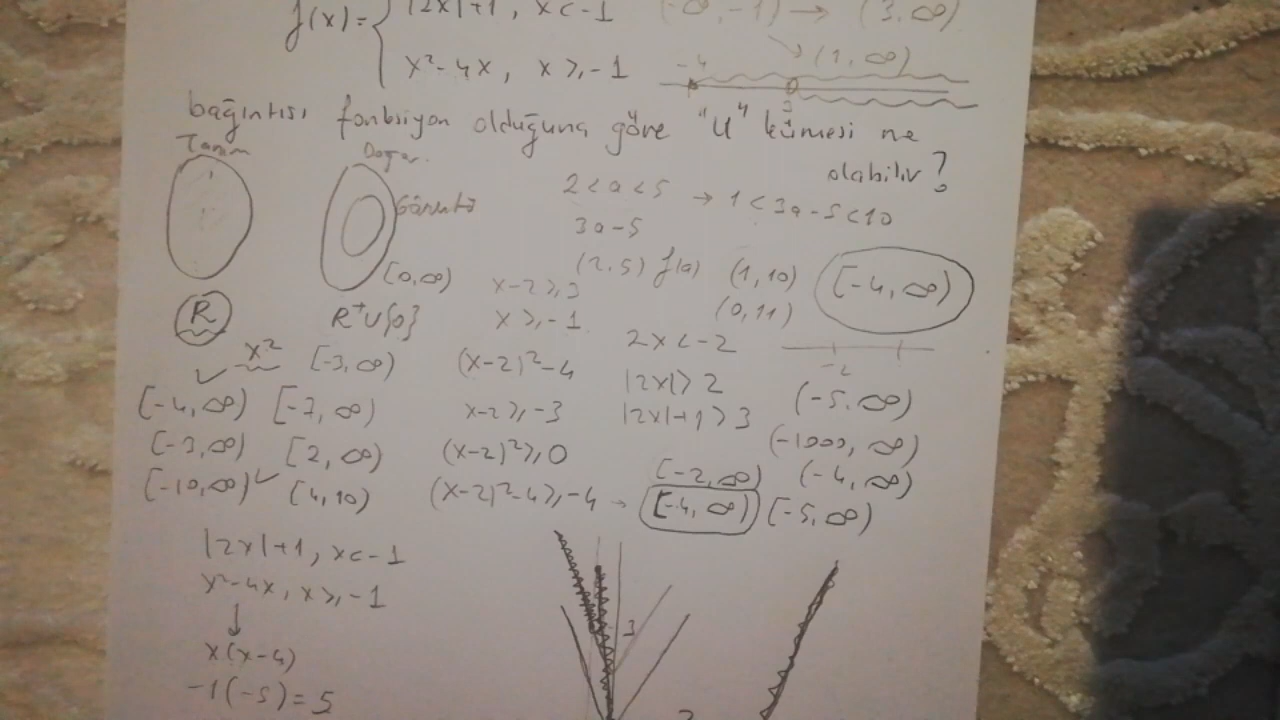 f(x)= |2x|+1, x<-1 (-∞,-1) → (3,∞)
↘ (1,∞)
x²-4x, x≥-1 -4 3
bağıntısı fonksiyon olduğuna göre "U" kümesi ne
olabilir?
Tanım Değer
Görüntü
2<a<5 → 1<3a-5<10
3a-5
(2,5) f(a) (1,10) [-4,∞)
(0,11)
[0,∞) x-2≥3
R R⁺∪{0} x≥-1
2x<-2
x² [-3,∞) (x-2)²-4
|2x|>2
[-4,∞) [-7,∞) x-2≥-3 |2x|+1>3 (-5,∞)
[-3,∞) [2,∞) (x-2)²≥0 (-1000,∞)
[-10,∞) (4,10) (x-2)²-4≥-4 → [-4,∞) [-5,∞)
[-2,∞) (-4,∞)
|2x|+1, x<-1
x²-4x, x≥-1
↓
x(x-4)
-1(-5)=5
3